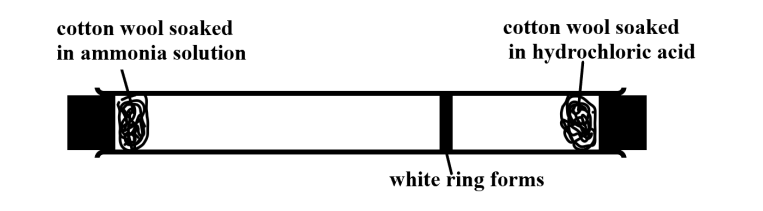 cotton wool soaked
in ammonia solution
cotton wool soaked
in hydrochloric acid
white ring forms